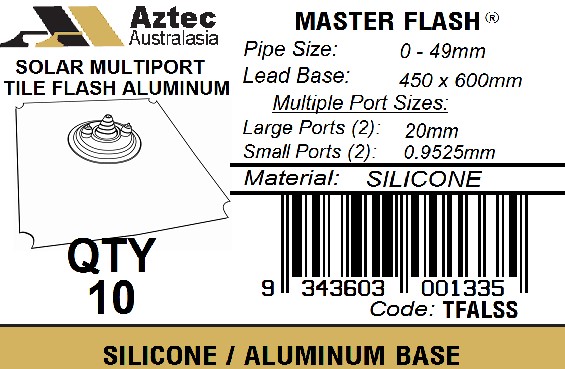 Aztec
Australasia
SOLAR MULTIPORT
TILE FLASH ALUMINUM
QTY
10
MASTER FLASH ®
Pipe Size: 0 - 49mm
Lead Base: 450 x 600mm
Multiple Port Sizes:
Large Ports (2): 20mm
Small Ports (2): 0.9525mm
Material: SILICONE
9 343603 001335
Code: TFALSS
SILICONE / ALUMINUM BASE